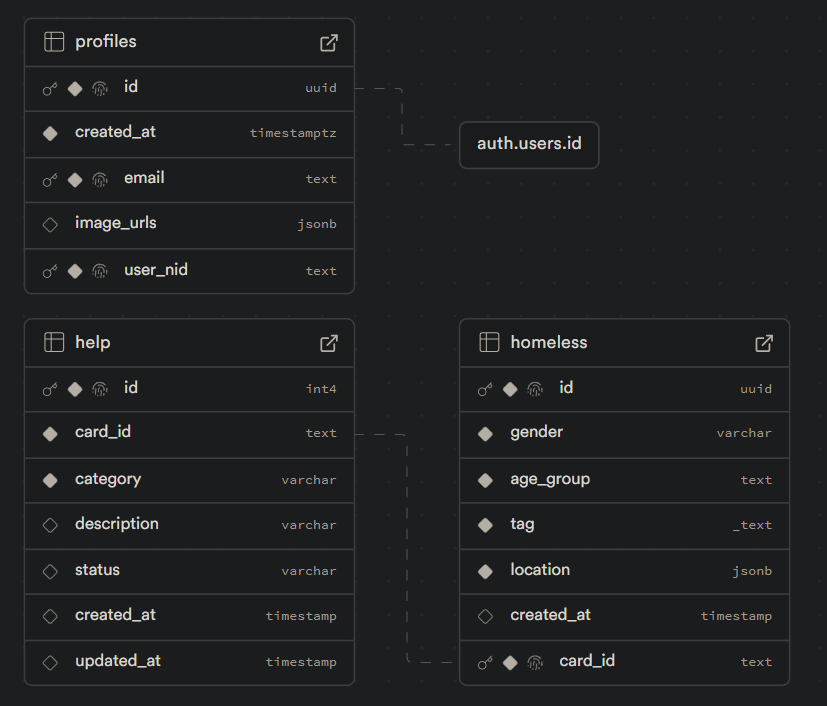 profiles
id uuid
created_at timestamptz
email text
image_urls jsonb
user_nid text
auth.users.id
help
id int4
card_id text
category varchar
description varchar
status varchar
created_at timestamp
updated_at timestamp
homeless
id uuid
gender varchar
age_group text
tag _text
location jsonb
created_at timestamp
card_id text